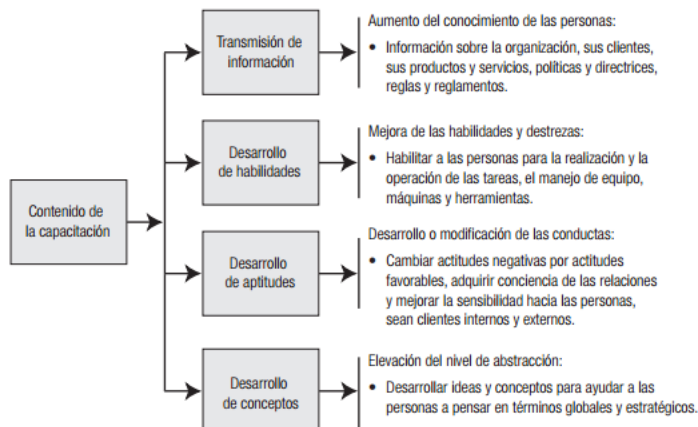 Contenido de
la capacitación
Transmisión de
información
Aumento del conocimiento de las personas:
• Información sobre la organización, sus clientes,
sus productos y servicios, políticas y directrices,
reglas y reglamentos.
Desarrollo
de habilidades
Mejora de las habilidades y destrezas:
• Habilitar a las personas para la realización y la
operación de las tareas, el manejo de equipo,
máquinas y herramientas.
Desarrollo
de aptitudes
Desarrollo o modificación de las conductas:
• Cambiar actitudes negativas por actitudes
favorables, adquirir conciencia de las relaciones
y mejorar la sensibilidad hacia las personas,
sean clientes internos y externos.
Desarrollo
de conceptos
Elevación del nivel de abstracción:
• Desarrollar ideas y conceptos para ayudar a las
personas a pensar en términos globales y estratégicos.